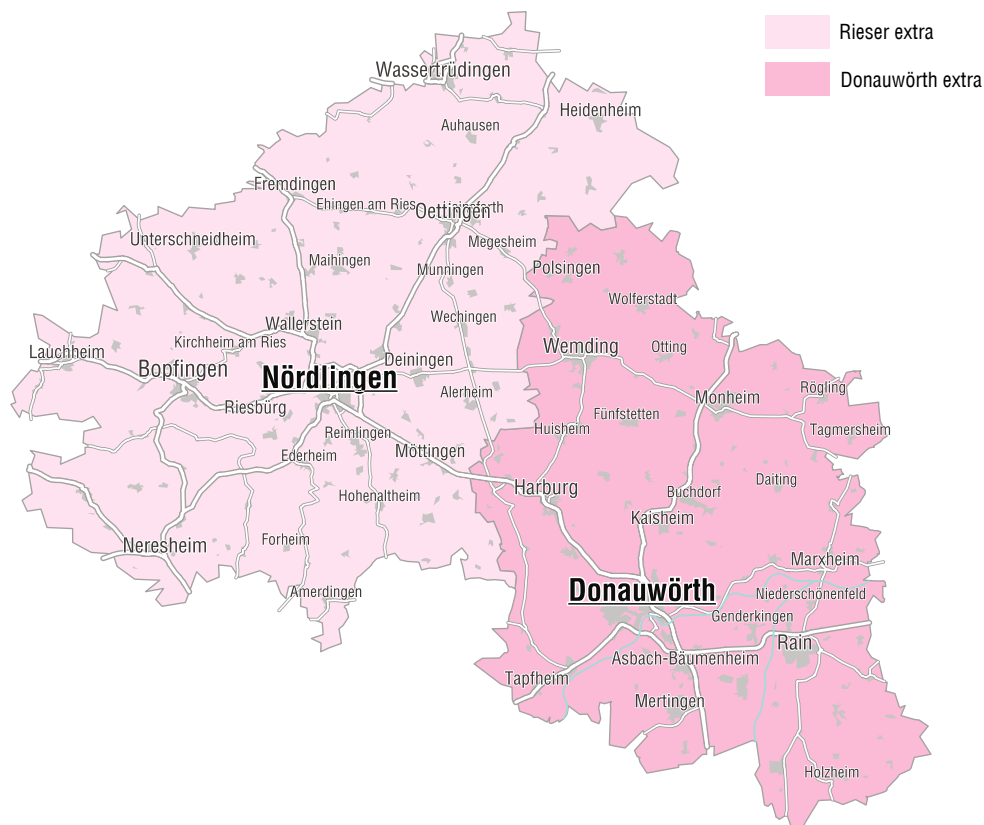 Rieser extra
Donauwörth extra
Wassertrüdingen
Heidenheim
Auhausen
Fremdingen
Ehingen am Ries
Oettingen
Unterschneidheim
Megesheim
Maihingen
Munningen
Polsingen
Wolferstadt
Wechingen
Wallerstein
Kirchheim am Ries
Lauchheim
Wemding
Otting
Bopfingen
Deiningen
Nördlingen
Rögling
Alerheim
Monheim
Riesbürg
Fünfstetten
Huisheim
Tagmersheim
Reimlingen
Möttingen
Ederheim
Daiting
Harburg
Buchdorf
Hohenaltheim
Kaisheim
Neresheim
Forheim
Marxheim
Donauwörth
Amerdingen
Niederschönenfeld
Genderkingen
Rain
Asbach-Bäumenheim
Tapfheim
Mertingen
Holzheim